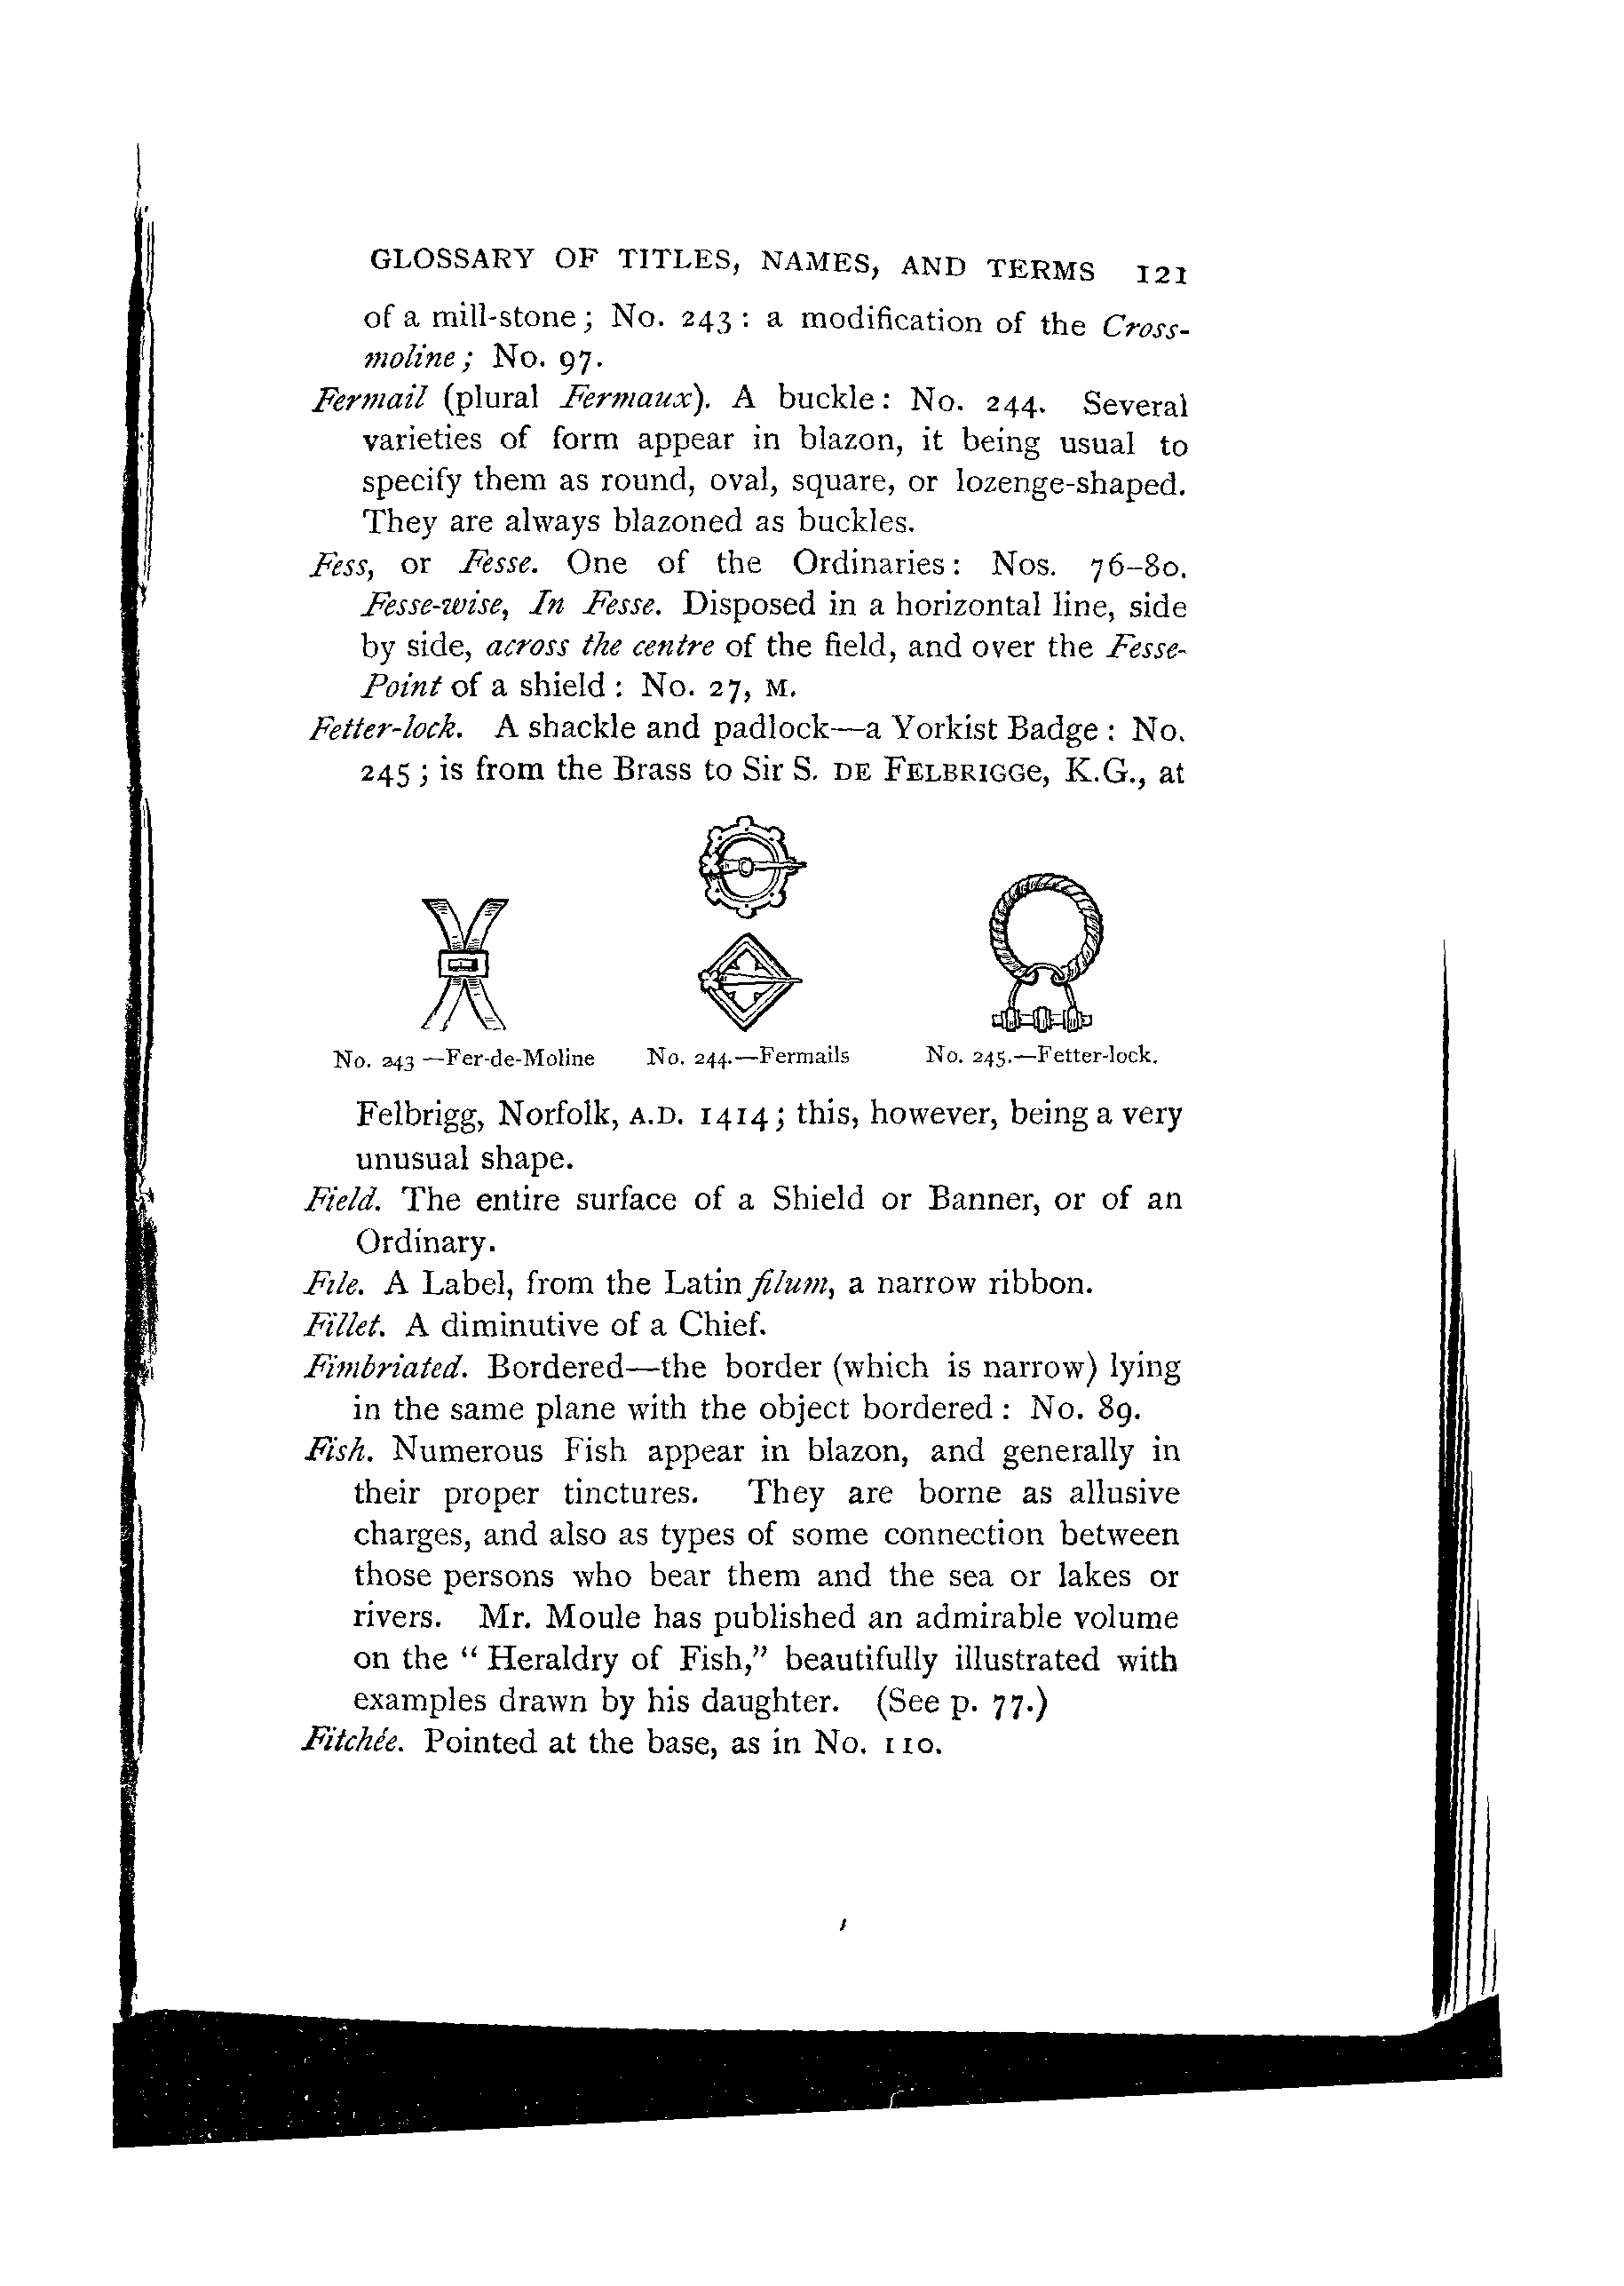 GLOSSARY OF TITLES, NAMES, AND TERMS 121
of a mill-stone; No. 243: a modification of the Cross-
moline; No. 97.
Fermail (plural Fermaux). A buckle: No. 244. Several
varieties of form appear in blazon, it being usual to
specify them as round, oval, square, or lozenge-shaped.
They are always blazoned as buckles.
Fess, or Fesse. One of the Ordinaries: Nos. 76–80.
Fesse-wise, In Fesse. Disposed in a horizontal line, side
by side, across the centre of the field, and over the Fesse-
Point of a shield: No. 27, M.
Fetter-lock. A shackle and padlock—a Yorkist Badge: No.
245; is from the Brass to Sir S. DE FELBRIGGE, K.G., at
No. 243 —Fer-de-Moline No. 244.—Fermails No. 245.—Fetter-lock.
Felbrigg, Norfolk, A.D. 1414; this, however, being a very
unusual shape.
Field. The entire surface of a Shield or Banner, or of an
Ordinary.
File. A Label, from the Latin filum, a narrow ribbon.
Fillet. A diminutive of a Chief.
Fimbriated. Bordered—the border (which is narrow) lying
in the same plane with the object bordered: No. 89.
Fish. Numerous Fish appear in blazon, and generally in
their proper tinctures. They are borne as allusive
charges, and also as types of some connection between
those persons who bear them and the sea or lakes or
rivers. Mr. Moule has published an admirable volume
on the “Heraldry of Fish,” beautifully illustrated with
examples drawn by his daughter. (See p. 77.)
Fitchée. Pointed at the base, as in No. 110.